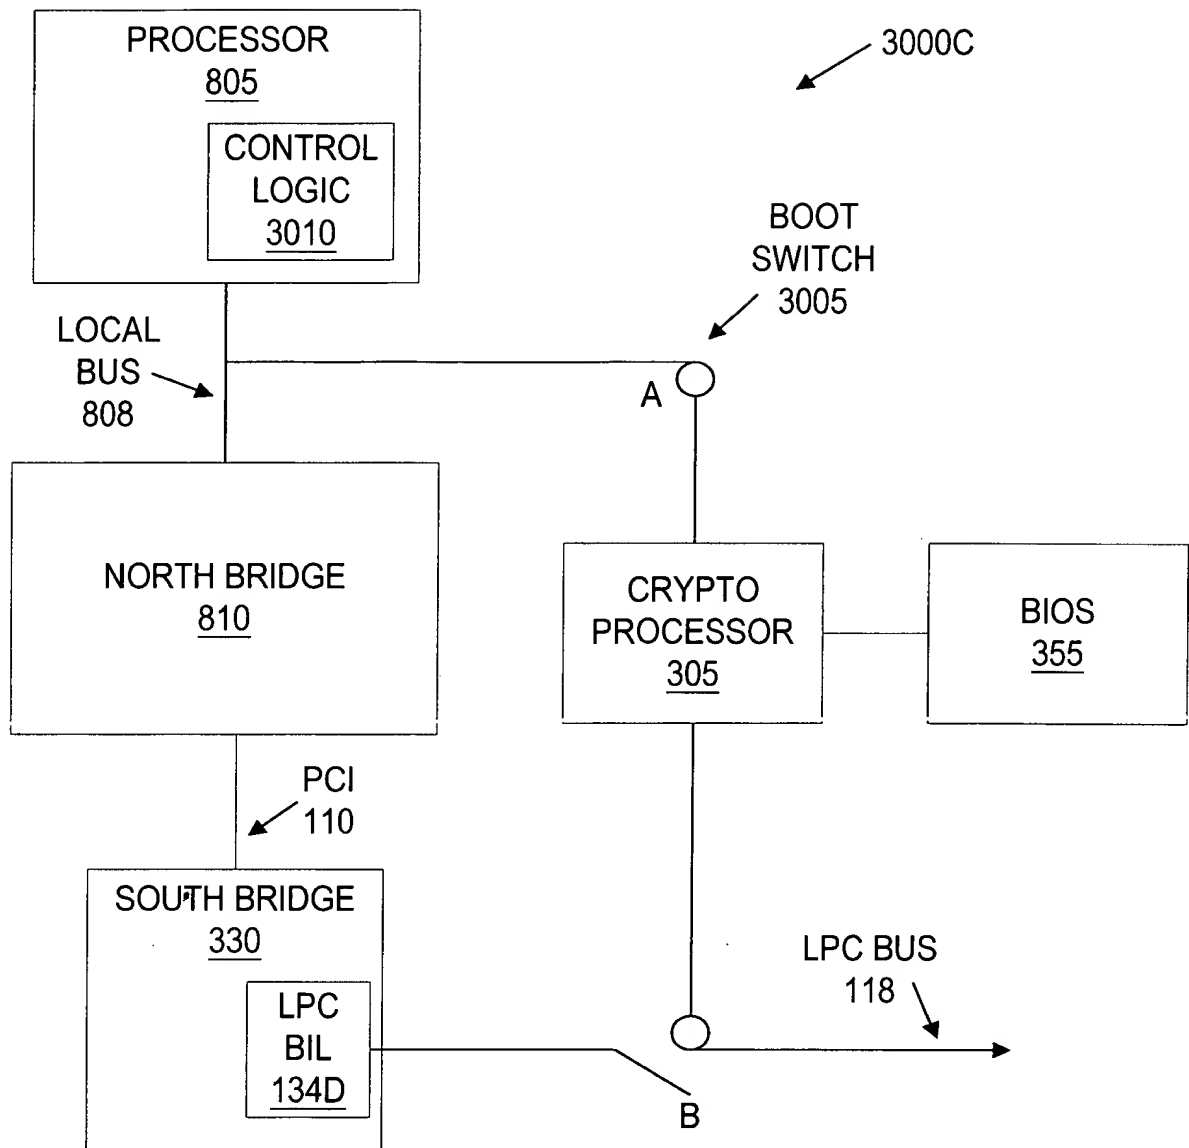 PROCESSOR
805
CONTROL
LOGIC
3010
3000C
BOOT
SWITCH
3005
LOCAL
BUS
808
A
NORTH BRIDGE
810
CRYPTO
PROCESSOR
305
BIOS
355
PCI
110
SOUTH BRIDGE
330
LPC
BIL
134D
LPC BUS
118
B